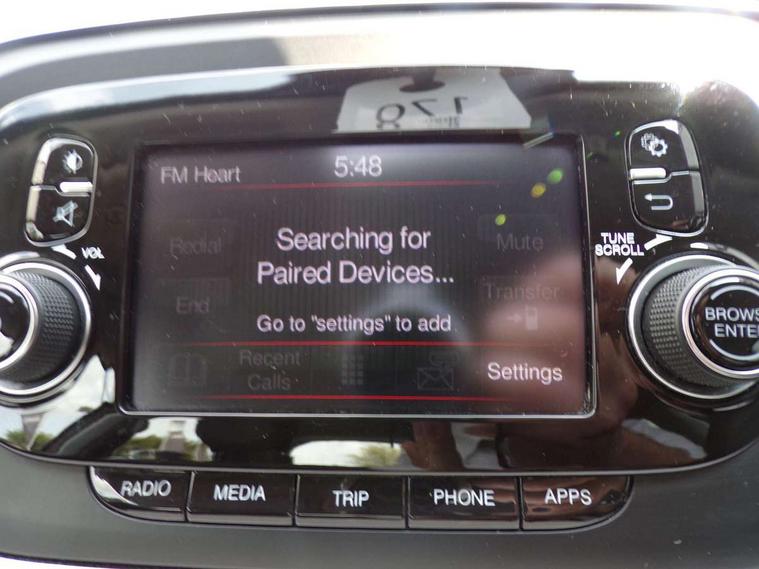 178
FM Heart
5:48
Redial
Searching for
Paired Devices...
Mute
End
Transfer
Go to "settings" to add
Recent
Calls
Settings
VOL
TUNE
SCROLL
BROWSE
ENTER
RADIO
MEDIA
TRIP
PHONE
APPS